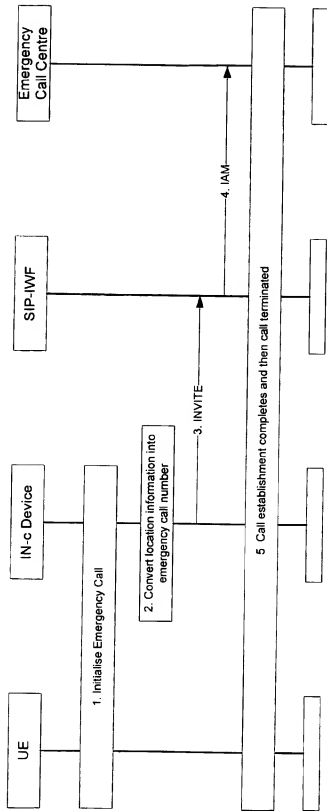 UE
IN-c Device
SIP-IWF
Emergency
Call Centre
1. Initialise Emergency Call
2. Convert location information into
emergency call number
3. INVITE
4. IAM
5 Call establishment completes and then call terminated